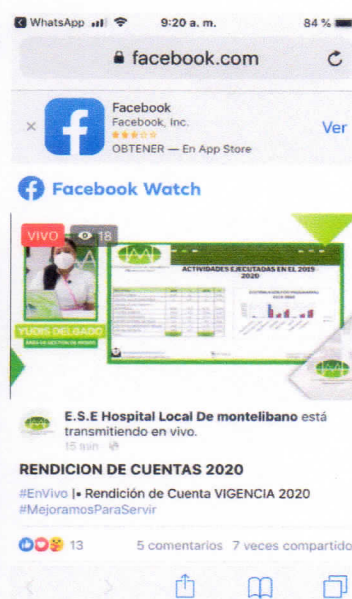 WhatsApp 9:20 a. m. 84 %
facebook.com
Facebook
Facebook, Inc.
OBTENER — En App Store
Ver
Facebook Watch
VIVO 18
ACTIVIDADES EJECUTADAS EN EL 2019 -
2020
YUDIS DELGADO
E.S.E Hospital Local De montelibano está
transmitiendo en vivo.
15 min
RENDICION DE CUENTAS 2020
#EnVivo |• Rendición de Cuenta VIGENCIA 2020
#MejoramosParaServir
13 5 comentarios 7 veces compartido